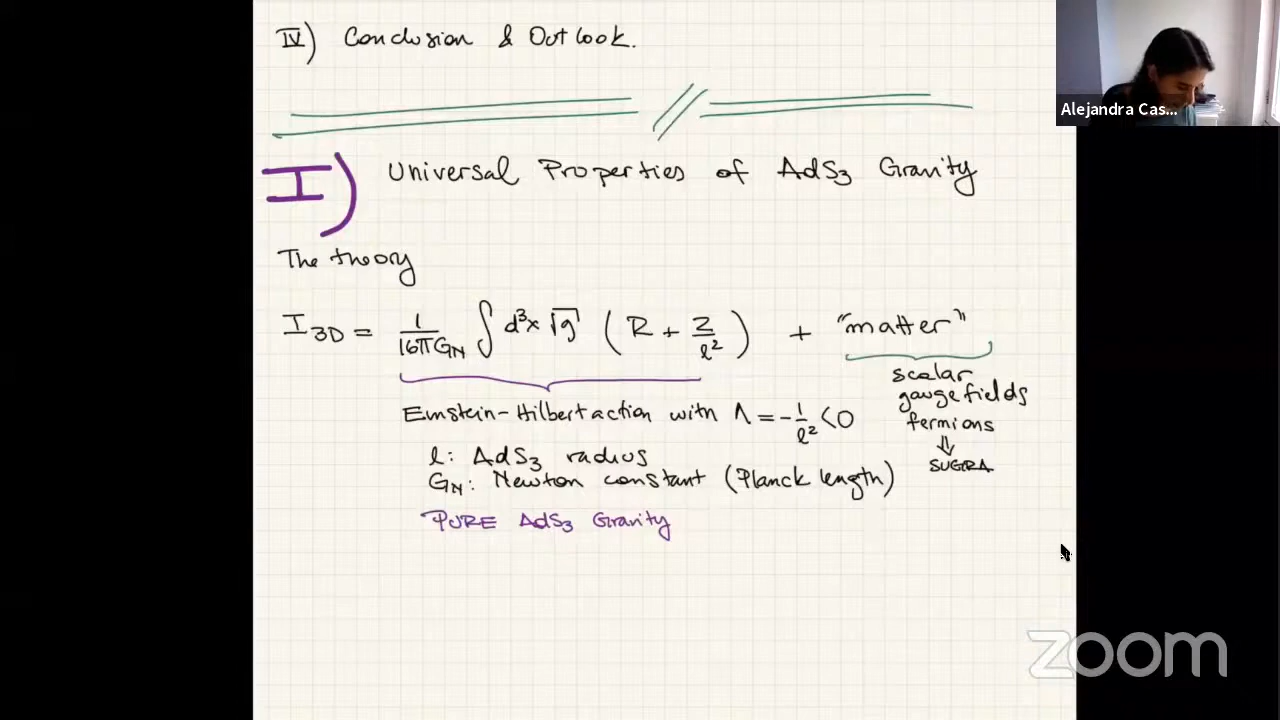 IV) Conclusion & Outlook.
Alejandra Cas...
I) Universal Properties of AdS3 Gravity
The theory
I3D = 1/16πGN ∫ d³x √g ( R + 2/ℓ² ) + "matter"
scalar
gauge fields
fermions
⇓
SUGRA
Einstein-Hilbert action with Λ = -1/ℓ² < 0
ℓ: AdS3 radius
GN: Newton constant (Planck length)
PURE AdS3 Gravity
zoom